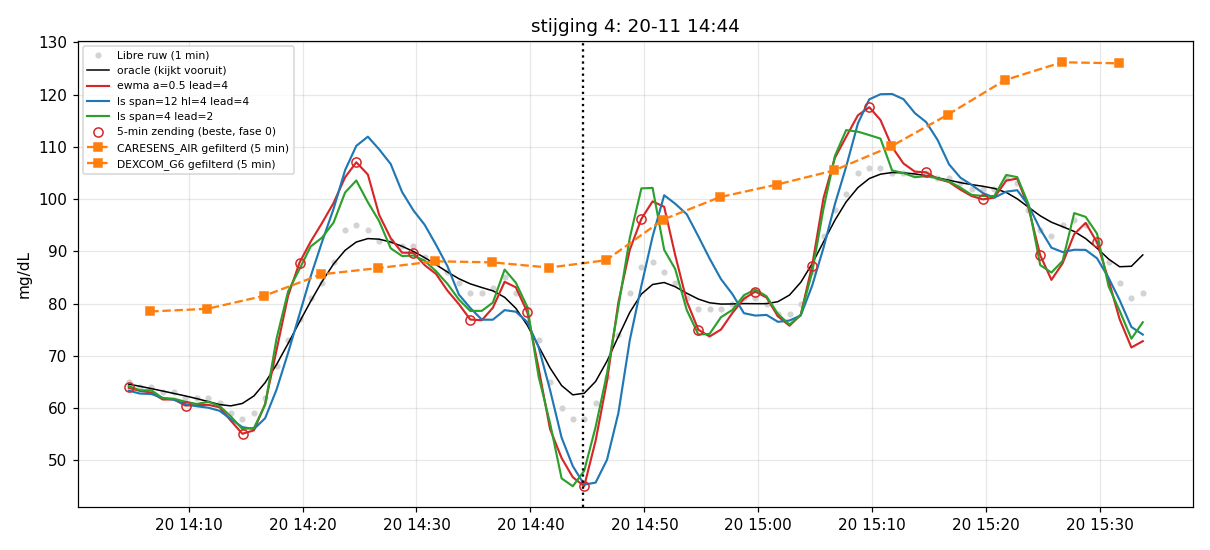 stijging 4: 20-11 14:44
130
120
110
100
90
80
70
60
50
mg/dL
Libre ruw (1 min)
oracle (kijkt vooruit)
ewma a=0.5 lead=4
ls span=12 hl=4 lead=4
ls span=4 lead=2
5-min zending (beste, fase 0)
CARESENS_AIR gefilterd (5 min)
DEXCOM_G6 gefilterd (5 min)
20 14:10
20 14:20
20 14:30
20 14:40
20 14:50
20 15:00
20 15:10
20 15:20
20 15:30